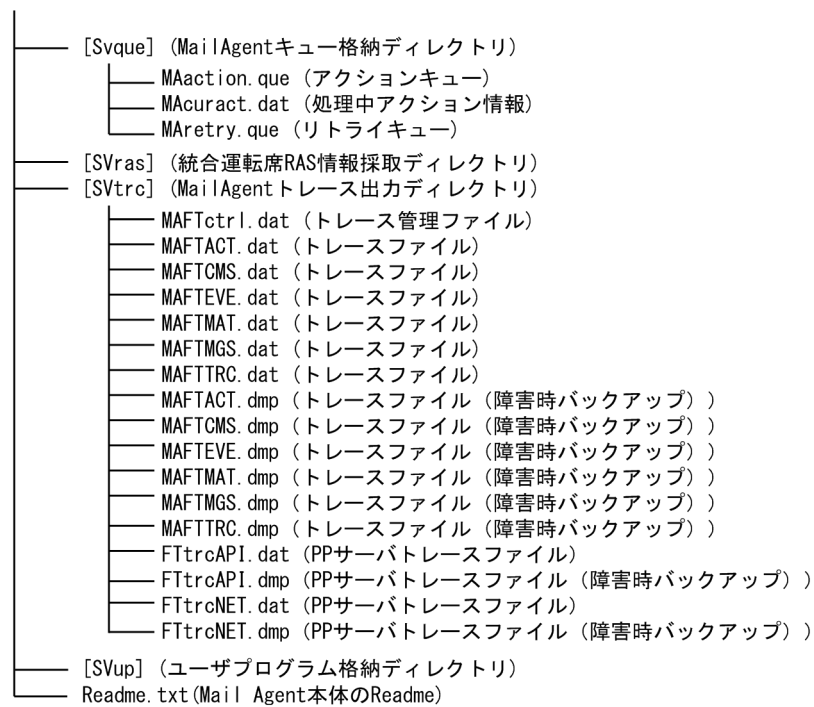 [Svque] (MailAgentキュー格納ディレクトリ)
MAaction.que (アクションキュー)
MAcuract.dat (処理中アクション情報)
MAretry.que (リトライキュー)
[SVras] (統合運転席RAS情報採取ディレクトリ)
[SVtrc] (MailAgentトレース出力ディレクトリ)
MAFTctrl.dat (トレース管理ファイル)
MAFTACT.dat (トレースファイル)
MAFTCMS.dat (トレースファイル)
MAFTEVE.dat (トレースファイル)
MAFTMAT.dat (トレースファイル)
MAFTMGS.dat (トレースファイル)
MAFTTRC.dat (トレースファイル)
MAFTACT.dmp (トレースファイル (障害時バックアップ) )
MAFTCMS.dmp (トレースファイル (障害時バックアップ) )
MAFTEVE.dmp (トレースファイル (障害時バックアップ) )
MAFTMAT.dmp (トレースファイル (障害時バックアップ) )
MAFTMGS.dmp (トレースファイル (障害時バックアップ) )
MAFTTRC.dmp (トレースファイル (障害時バックアップ) )
FTtrcAPI.dat (PPサーバトレースファイル)
FTtrcAPI.dmp (PPサーバトレースファイル (障害時バックアップ) )
FTtrcNET.dat (PPサーバトレースファイル)
FTtrcNET.dmp (PPサーバトレースファイル (障害時バックアップ) )
[SVup] (ユーザプログラム格納ディレクトリ)
Readme.txt(Mail Agent本体のReadme)